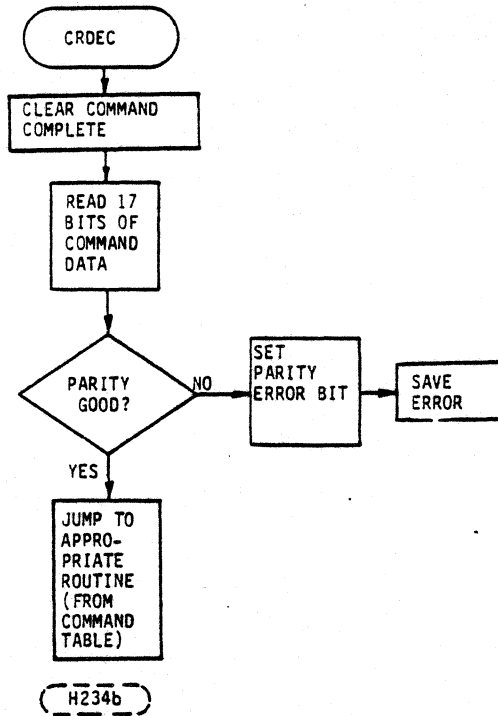 CRDEC
CLEAR COMMAND
COMPLETE
READ 17
BITS OF
COMMAND
DATA
PARITY
GOOD?
NO
SET
PARITY
ERROR BIT
SAVE
ERROR
YES
JUMP TO
APPRO-
PRIATE
ROUTINE
(FROM
COMMAND
TABLE)
H234b